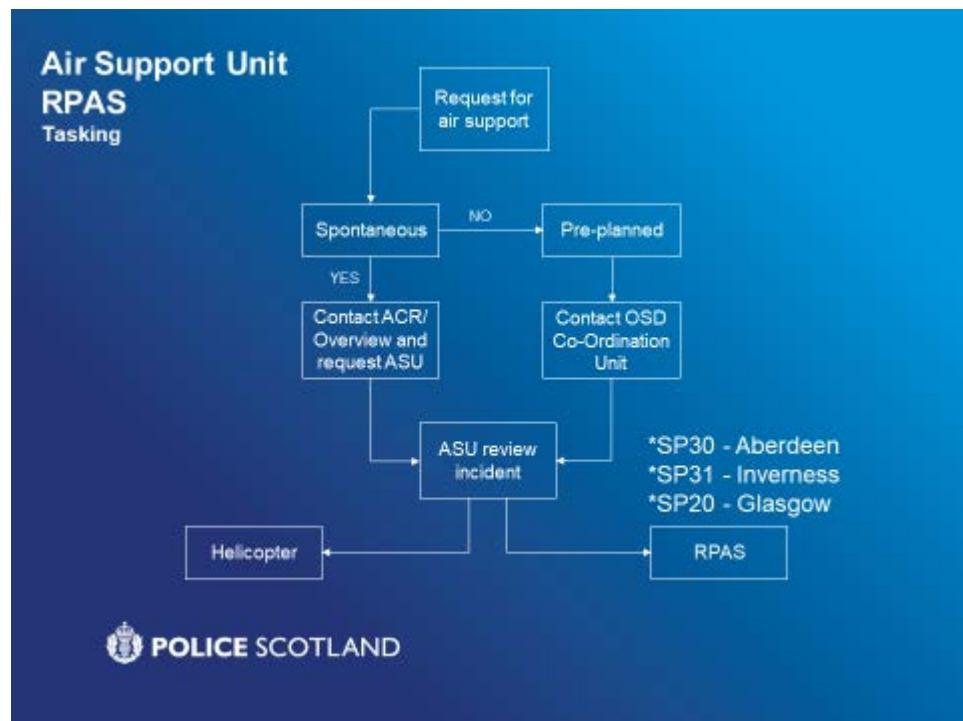 Air Support Unit
RPAS
Tasking
Request for
air support
Spontaneous
NO
Pre-planned
YES
Contact ACR/
Overview and
request ASU
Contact OSD
Co-Ordination
Unit
ASU review
incident
*SP30 - Aberdeen
*SP31 - Inverness
*SP20 - Glasgow
Helicopter
RPAS
POLICE SCOTLAND